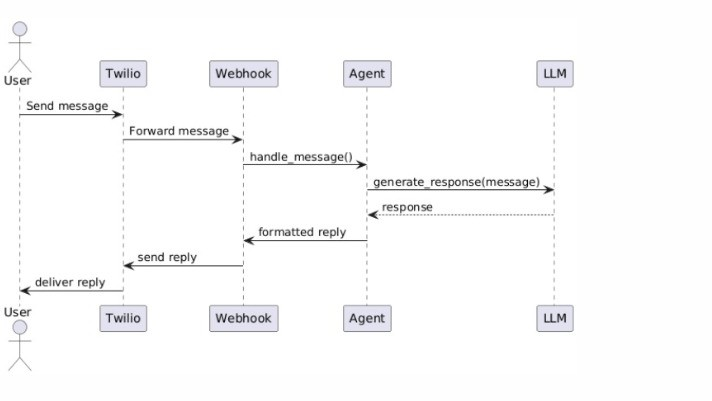 User
Twilio
Webhook
Agent
LLM
Send message
Forward message
handle_message()
generate_response(message)
response
formatted reply
send reply
deliver reply
User
Twilio
Webhook
Agent
LLM